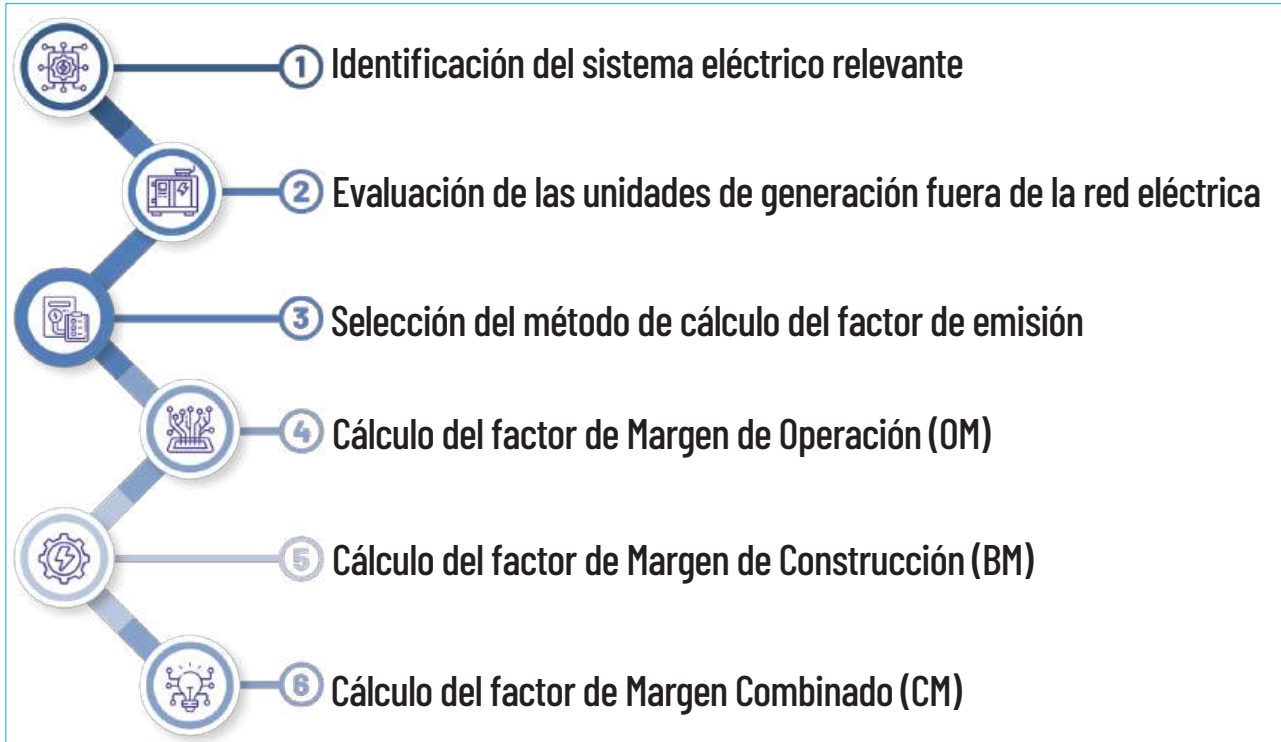 1 Identificación del sistema eléctrico relevante
2 Evaluación de las unidades de generación fuera de la red eléctrica
3 Selección del método de cálculo del factor de emisión
4 Cálculo del factor de Margen de Operación (OM)
5 Cálculo del factor de Margen de Construcción (BM)
6 Cálculo del factor de Margen Combinado (CM)